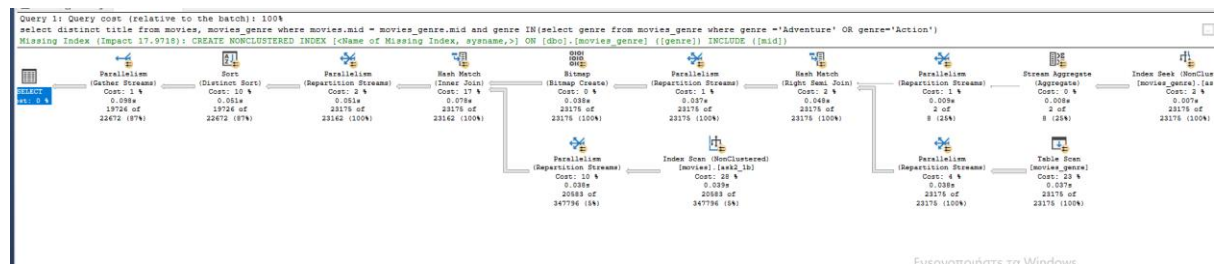 Query 1: Query cost (relative to the batch): 100%
select distinct title from movies, movies_genre where movies.mid = movies_genre.mid and genre IN(select genre from movies_genre where genre ='Adventure' OR genre='Action')
Missing Index (Impact 17.9718): CREATE NONCLUSTERED INDEX [<Name of Missing Index, sysname,>] ON [dbo].[movies_genre] ([genre]) INCLUDE ([mid])
SELECT
Cost: 0 %
Parallelism
(Gather Streams)
Cost: 1 %
0.098s
19726 of
22672 (87%)
Sort
(Distinct Sort)
Cost: 10 %
0.051s
19726 of
22672 (87%)
Parallelism
(Repartition Streams)
Cost: 2 %
0.051s
23175 of
23162 (100%)
Hash Match
(Inner Join)
Cost: 17 %
0.078s
23175 of
23162 (100%)
Bitmap
(Bitmap Create)
Cost: 0 %
0.038s
23175 of
23175 (100%)
Parallelism
(Repartition Streams)
Cost: 1 %
0.037s
23175 of
23175 (100%)
Hash Match
(Right Semi Join)
Cost: 2 %
0.048s
23175 of
23175 (100%)
Parallelism
(Repartition Streams)
Cost: 1 %
0.009s
2 of
8 (25%)
Stream Aggregate
(Aggregate)
Cost: 0 %
0.008s
2 of
8 (25%)
Index Seek (NonClus
[movies_genre].[as
Cost: 2 %
0.007s
23175 of
23175 (100%)
Parallelism
(Repartition Streams)
Cost: 10 %
0.038s
20583 of
347796 (5%)
Index Scan (NonClustered)
[movies].[ask2_1b]
Cost: 28 %
0.039s
20583 of
347796 (5%)
Parallelism
(Repartition Streams)
Cost: 4 %
0.038s
23175 of
23175 (100%)
Table Scan
[movies_genre]
Cost: 23 %
0.037s
23175 of
23175 (100%)
Ενεργοποιήστε τα Windows